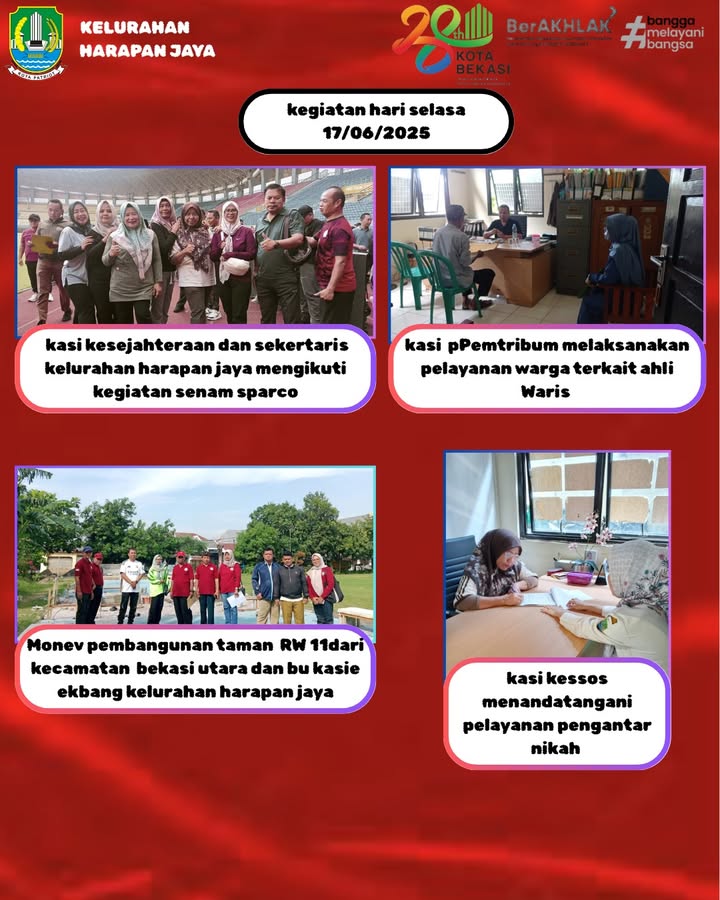 KELURAHAN
HARAPAN JAYA
KOTA PATRIOT
28th
KOTA
BEKASI
BerAKHLAK
#bangga
melayani
bangsa
kegiatan hari selasa
17/06/2025
kasi kesejahteraan dan sekertaris
kelurahan harapan jaya mengikuti
kegiatan senam sparco
kasi pPemtribum melaksanakan
pelayanan warga terkait ahli
Waris
Monev pembangunan taman RW 11dari
kecamatan bekasi utara dan bu kasie
ekbang kelurahan harapan jaya
kasi kessos
menandatangani
pelayanan pengantar
nikah